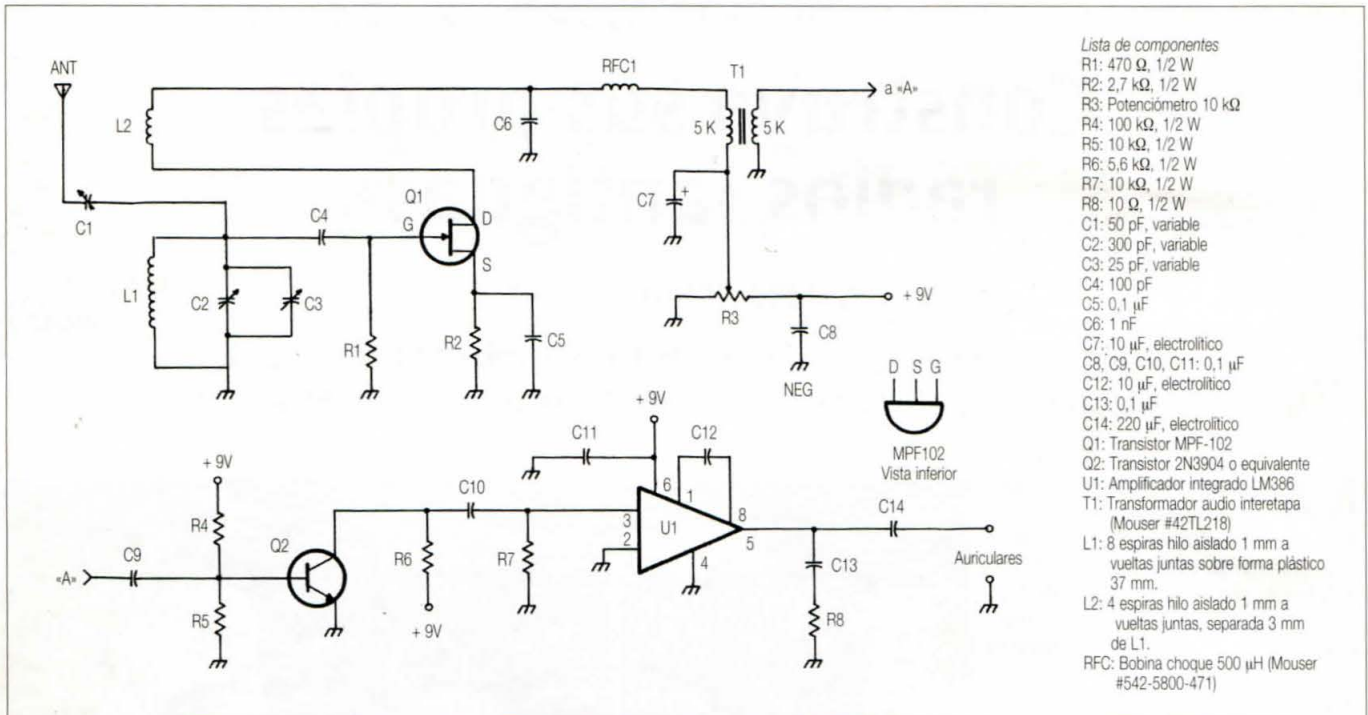 ANT
L2
C1
L1
C2
C3
C4
R1
Q1
G
D
S
R2
C5
C6
RFC1
T1
5 K
5 K
a «A»
C7
+
R3
C8
+ 9V
NEG
D S G
MPF102
Vista inferior
«A»
C9
+ 9V
R4
R5
Q2
C10
R6
+ 9V
R7
C11
+ 9V
C12
6
1
8
3
2
U1
5
4
C13
R8
C14
Auriculares
Lista de componentes
R1: 470 Ω, 1/2 W
R2: 2,7 kΩ, 1/2 W
R3: Potenciómetro 10 kΩ
R4: 100 kΩ, 1/2 W
R5: 10 kΩ, 1/2 W
R6: 5,6 kΩ, 1/2 W
R7: 10 kΩ, 1/2 W
R8: 10 Ω, 1/2 W
C1: 50 pF, variable
C2: 300 pF, variable
C3: 25 pF, variable
C4: 100 pF
C5: 0,1 µF
C6: 1 nF
C7: 10 µF, electrolítico
C8, C9, C10, C11: 0,1 µF
C12: 10 µF, electrolítico
C13: 0,1 µF
C14: 220 µF, electrolítico
Q1: Transistor MPF-102
Q2: Transistor 2N3904 o equivalente
U1: Amplificador integrado LM386
T1: Transformador audio interetapa
(Mouser #42TL218)
L1: 8 espiras hilo aislado 1 mm a
vueltas juntas sobre forma plástico
37 mm.
L2: 4 espiras hilo aislado 1 mm a
vueltas juntas, separada 3 mm
de L1.
RFC: Bobina choque 500 µH (Mouser
#542-5800-471)